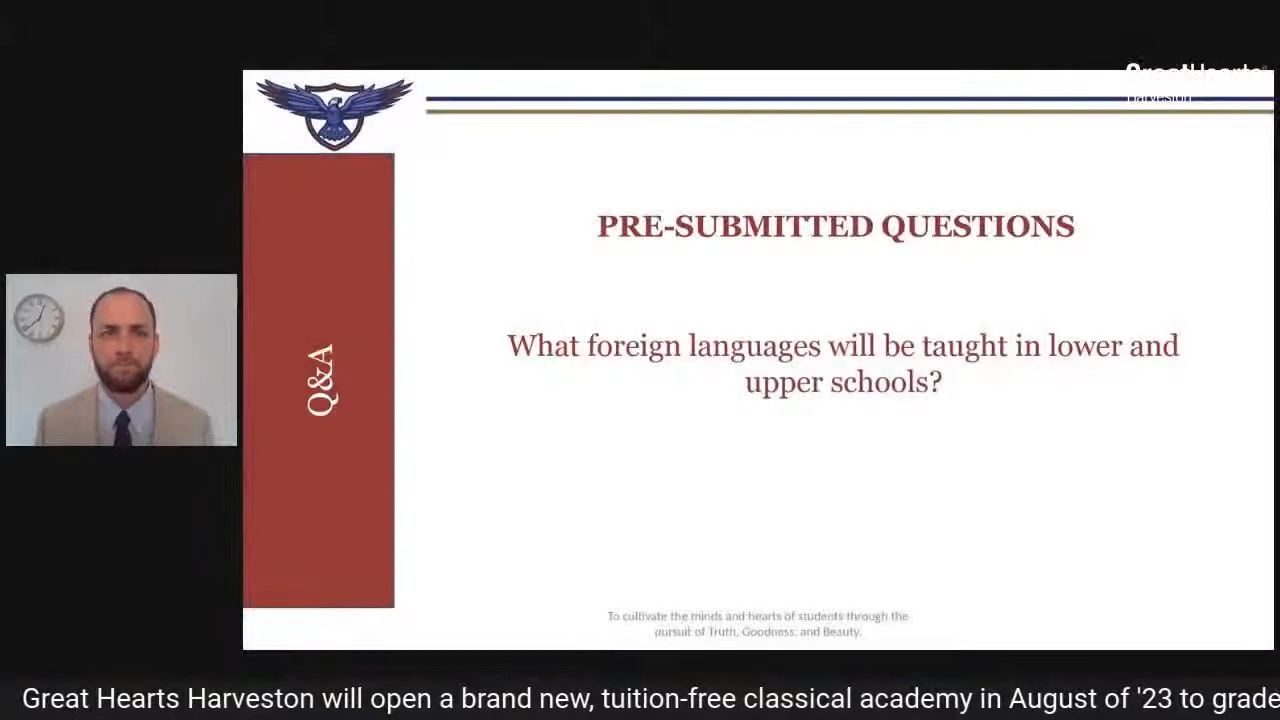 GreatHearts
Harveston
PRE-SUBMITTED QUESTIONS
What foreign languages will be taught in lower and
upper schools?
Q&A
To cultivate the minds and hearts of students through the
pursuit of Truth, Goodness, and Beauty.
Great Hearts Harveston will open a brand new, tuition-free classical academy in August of '23 to grade